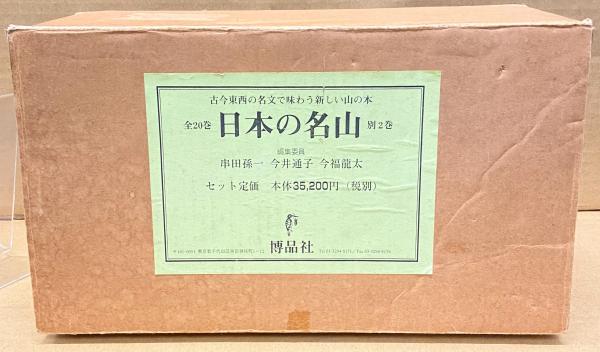 古今東西の名文で味わう新しい山の本
全20巻 日本の名山 別2巻
編集委員
串田孫一 今井通子 今福龍太
セット定価 本体35,200円(税別)
博品社